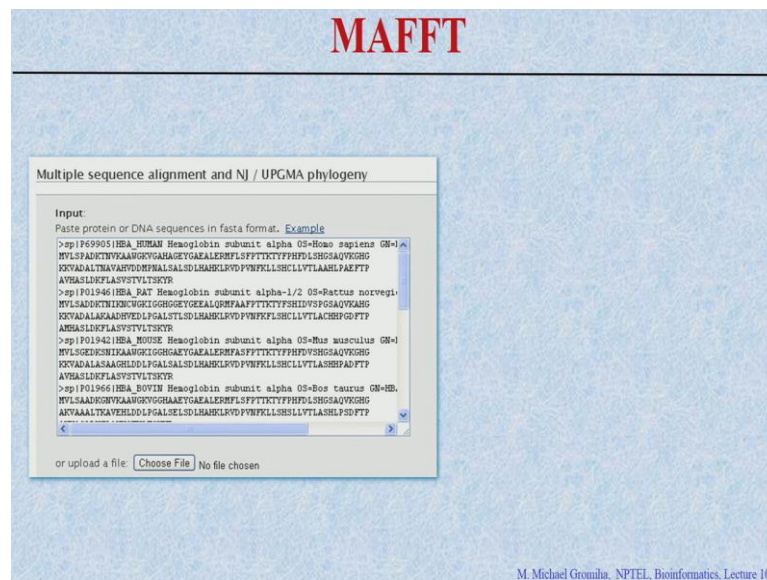 MAFFT
Multiple sequence alignment and NJ / UPGMA phylogeny
Input:
Paste protein or DNA sequences in fasta format. Example
>sp|P69905|HBA_HUMAN Hemoglobin subunit alpha OS=Homo sapiens GN=
MVLSPADKTNVKAAWGKVGAHAGEYGAEALERMFLSFPTTKTYFPHFDLSHGSAQVKGHG
KKVADALTNAVAHVDDMPNALSALSDLHAHKLRVDPVNFKLLSHCLLVTLAAHLPAEFTP
AVHASLDKFLASVSTVLTSKYR
>sp|P01946|HBA_RAT Hemoglobin subunit alpha-1/2 OS=Rattus norvegi
MVLSADDKTNIKNCWGKIGGHGGEYGEEALQRMFAAFPTTKTYFSHIDVSPGSAQVKAHG
KKVADALAKAADHVEDLPGALSTLSDLHAHKLRVDPVNFKFLSHCLLVTLACHHPGDFTP
AMHASLDKFLASVSTVLTSKYR
>sp|P01942|HBA_MOUSE Hemoglobin subunit alpha OS=Mus musculus GN=
MVLSGEDKSNIKAAWGKIGGHGAEYGAEALERMFASFPTTKTYFPHFDVSHGSAQVKGHG
KKVADALASAAGHLDDLPGALSALSDLHAHKLRVDPVNFKLLSHCLLVTLASHHPADFTP
AVHASLDKFLASVSTVLTSKYR
>sp|P01966|HBA_BOVIN Hemoglobin subunit alpha OS=Bos taurus GN=HB
MVLSAADKGNVKAAWGKVGGHAAEYGAEALERMFLSFPTTKTYFPHFDLSHGSAQVKGHG
AKVAAALTKAVEHLDDLPGALSELSDLHAHKLRVDPVNFKLLSHSLLVTLASHLPSDFTP
or upload a file: Choose File No file chosen
M. Michael Gromiha, NPTEL, Bioinformatics, Lecture 10